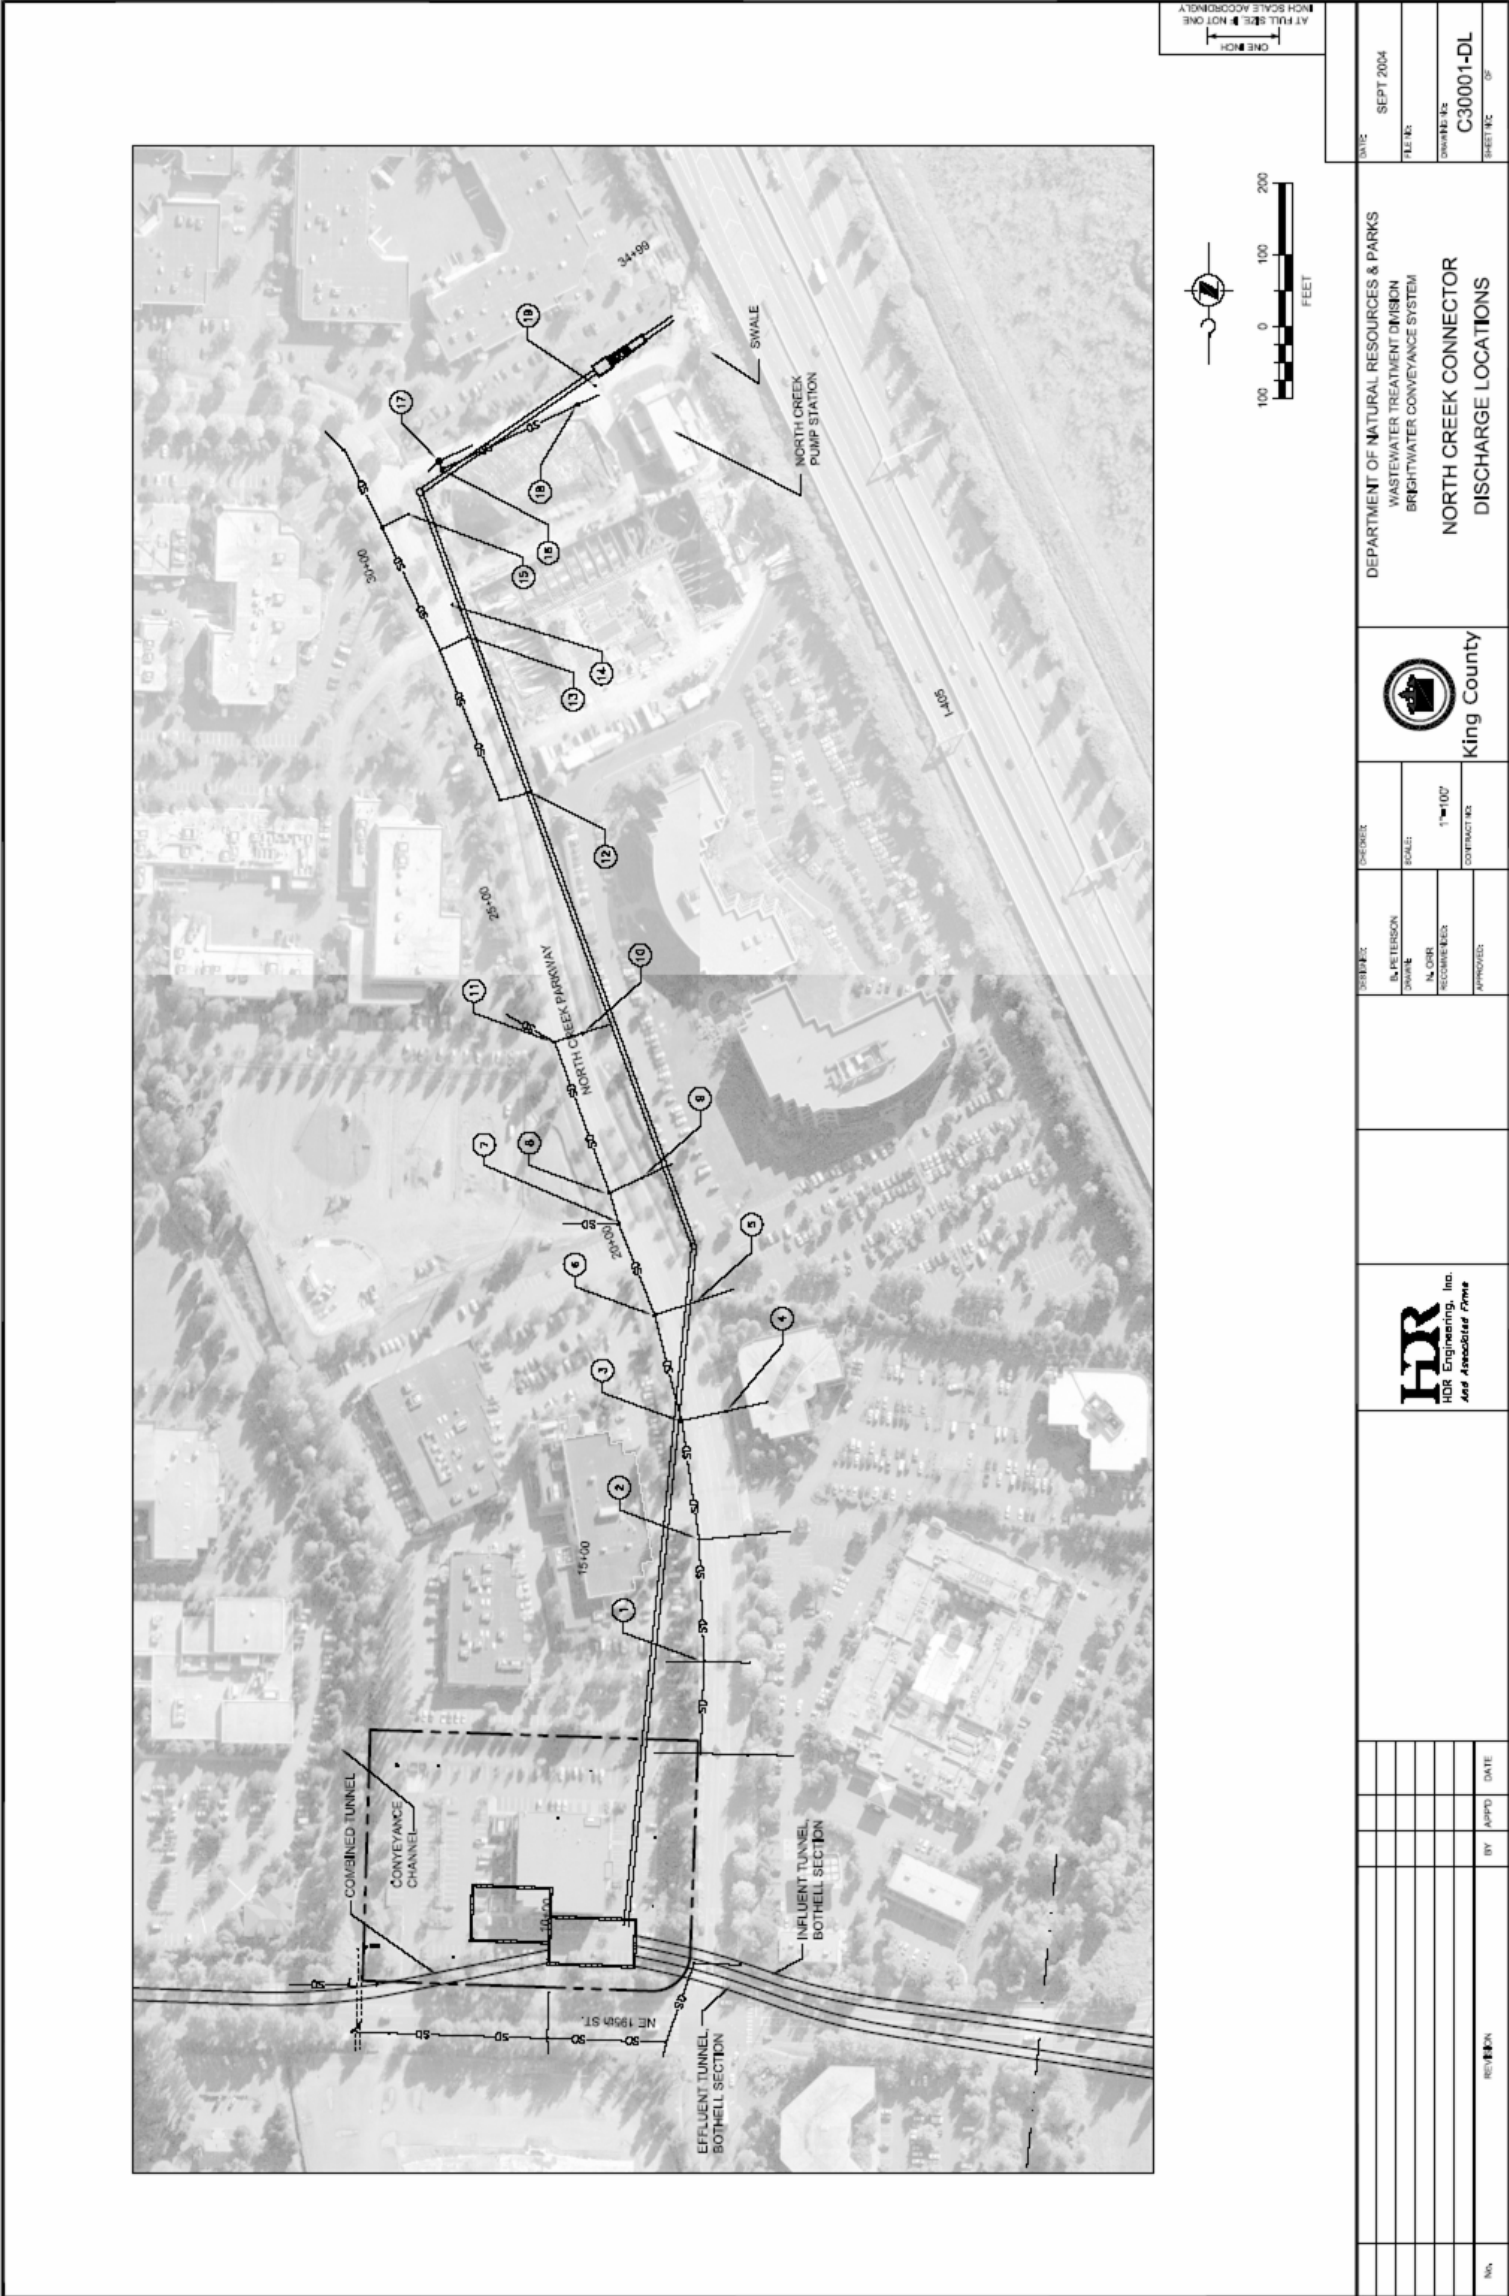 ONE INCH
AT FULL SIZE, IF NOT ONE
INCH SCALE ACCORDINGLY
COMBINED TUNNEL
CONVEYANCE
CHANNEL
SD
NE 195th ST.
EFFLUENT TUNNEL,
BOTHELL SECTION
INFLUENT TUNNEL,
BOTHELL SECTION
10+00
15+00
20+00
25+00
30+00
34+99
1
2
3
4
5
6
7
8
9
10
11
12
13
14
15
16
17
18
19
NORTH CREEK PARKWAY
I-405
NORTH CREEK
PUMP STATION
SWALE
100 0 100 200
FEET
No.
REVISION
BY
APP'D
DATE
HDR
HDR Engineering, Inc.
And Associated Firms
DESIGNED:
B. PETERSON
DRAWN:
N. ORR
RECOMMENDED:
APPROVED:
CHECKED:
SCALE:
1"=100'
CONTRACT NO:
King County
DEPARTMENT OF NATURAL RESOURCES & PARKS
WASTEWATER TREATMENT DIVISION
BRIGHTWATER CONVEYANCE SYSTEM
NORTH CREEK CONNECTOR
DISCHARGE LOCATIONS
DATE:
SEPT 2004
FILE NO:
DRAWING NO:
C30001-DL
SHEET NO: OF